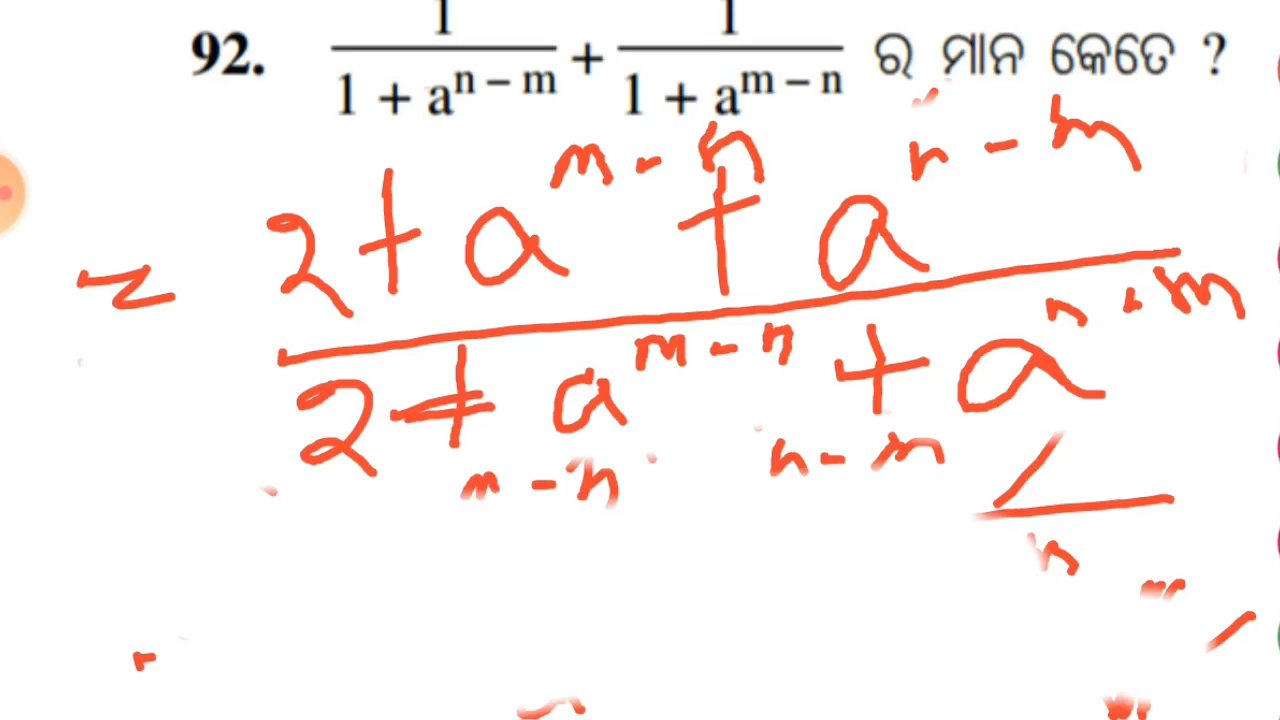 92. 1/(1 + a^(n – m)) + 1/(1 + a^(m – n)) ର ମାନ କେତେ ?
= (2 + a^(m - n) + a^(n - m))/(2 + a^(m - n) + a^(n - m))
m - n n - m
n